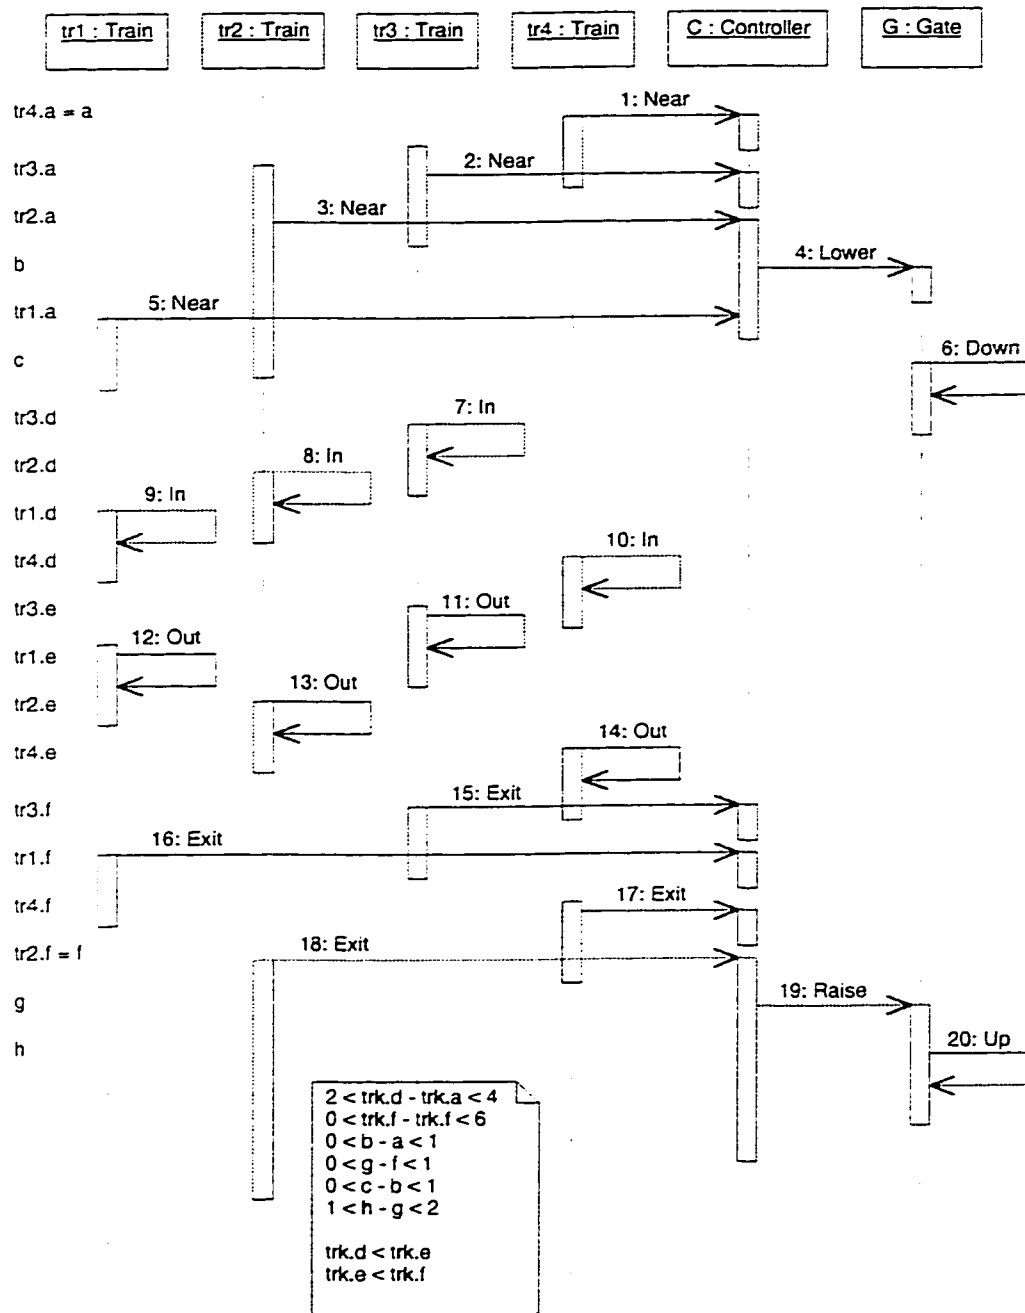 tr1 : Train tr2 : Train tr3 : Train tr4 : Train C : Controller G : Gate
tr4.a = a
1: Near
tr3.a
2: Near
tr2.a
3: Near
b
4: Lower
tr1.a
5: Near
c
6: Down
tr3.d
7: In
tr2.d
8: In
tr1.d
9: In
tr4.d
10: In
tr3.e
11: Out
tr1.e
12: Out
tr2.e
13: Out
tr4.e
14: Out
tr3.f
15: Exit
tr1.f
16: Exit
tr4.f
17: Exit
tr2.f = f
18: Exit
g
19: Raise
h
20: Up
2 < trk.d - trk.a < 4
0 < trk.f - trk.f < 6
0 < b - a < 1
0 < g - f < 1
0 < c - b < 1
1 < h - g < 2
trk.d < trk.e
trk.e < trk.f